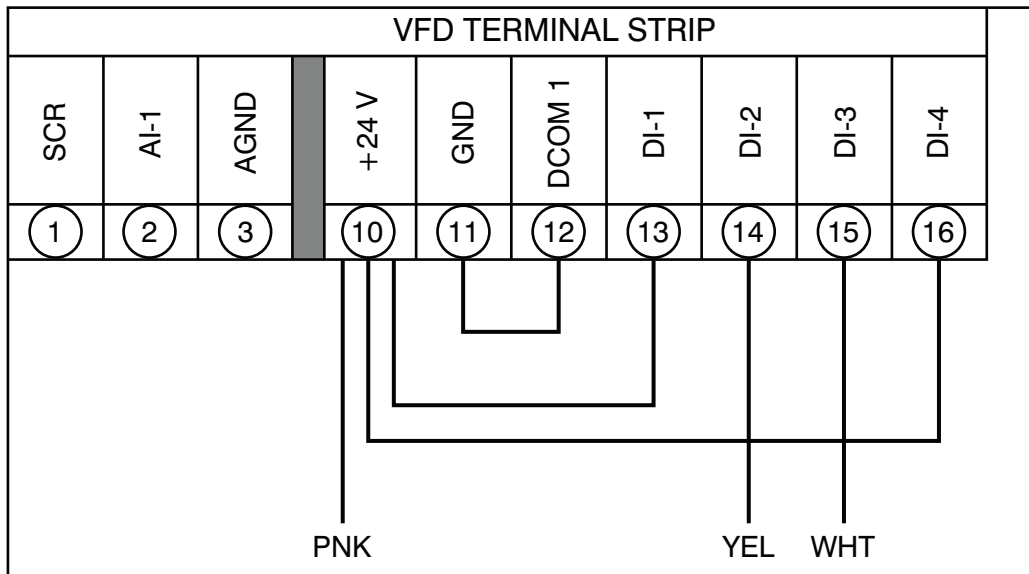 VFD TERMINAL STRIP
SCR AI-1 AGND +24 V GND DCOM 1 DI-1 DI-2 DI-3 DI-4
1 2 3 10 11 12 13 14 15 16
PNK YEL WHT